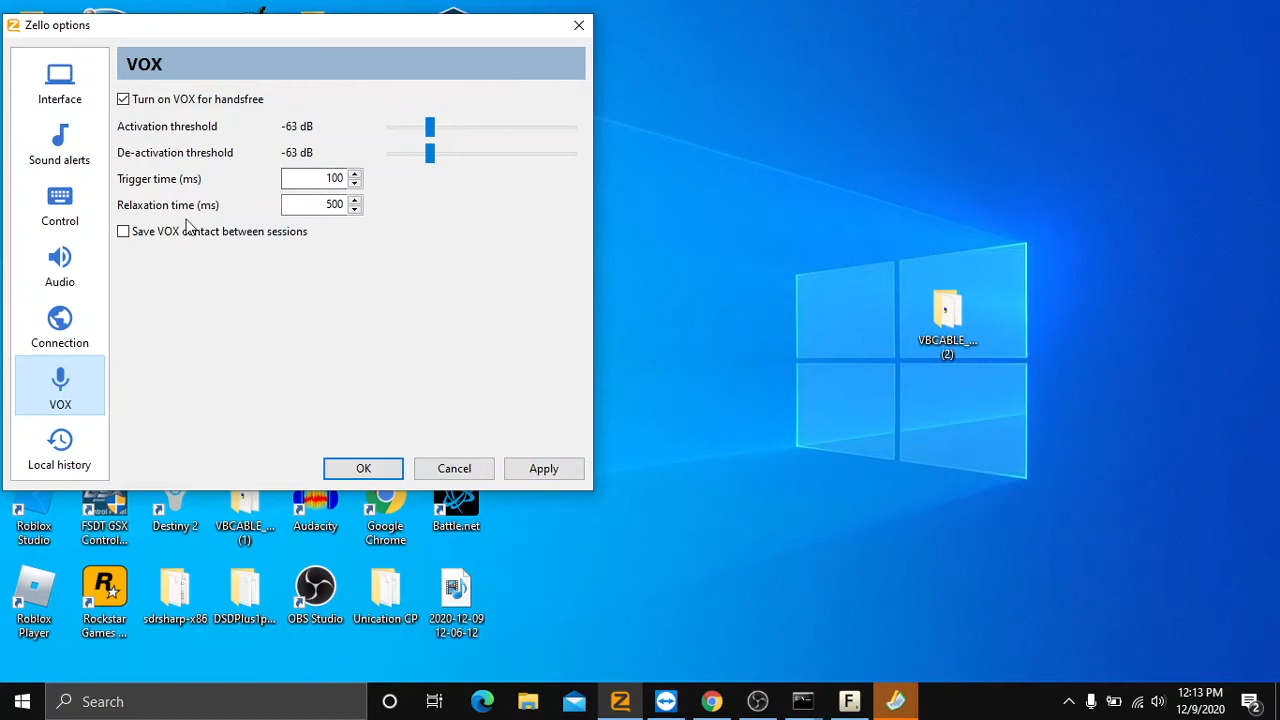 Zello options
VOX
Interface
Sound alerts
Control
Audio
Connection
VOX
Local history
Turn on VOX for handsfree
Activation threshold -63 dB
De-activation threshold -63 dB
Trigger time (ms) 100
Relaxation time (ms) 500
Save VOX contact between sessions
OK Cancel Apply
VBCABLE_...
(2)
Roblox
Studio
FSDT GSX
Control...
Destiny 2
VBCABLE_...
(1)
Audacity
Google
Chrome
Battle.net
Roblox
Player
Rockstar
Games ...
sdrsharp-x86
DSDPlus1p...
OBS Studio
Unication CP
2020-12-09
12-06-12
Search
12:13 PM
12/9/2020
2